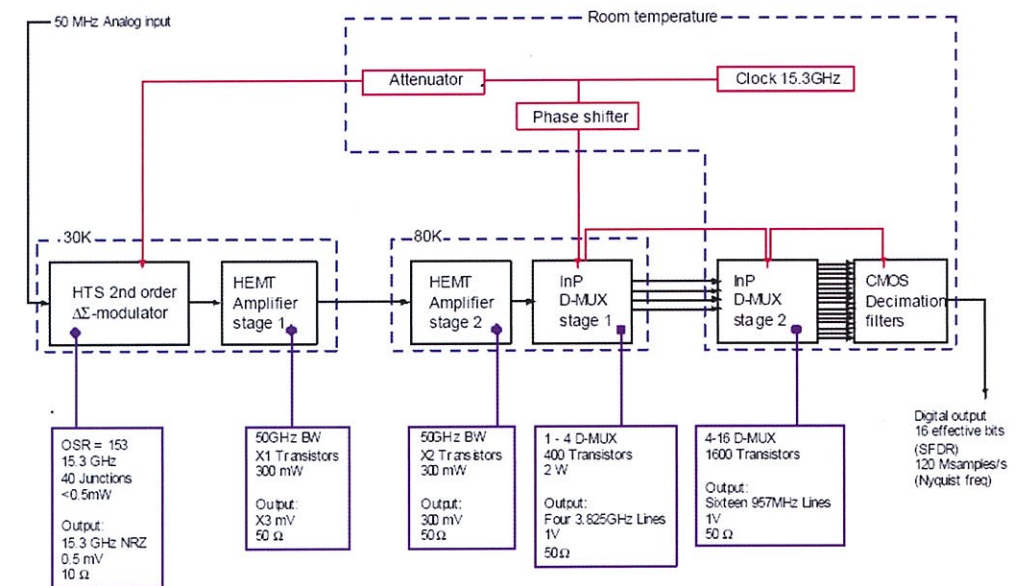 50 MHz Analog input
Room temperature
Attenuator
Clock 15.3GHz
Phase shifter
30K
80K
HTS 2nd order
ΔΣ-modulator
HEMT
Amplifier
stage 1
HEMT
Amplifier
stage 2
InP
D-MUX
stage 1
InP
D-MUX
stage 2
CMOS
Decimation
filters
OSR = 153
15.3 GHz
40 Junctions
<0.5mW
Output:
15.3 GHz NRZ
0.5 mV
10 Ω
50GHz BW
X1 Transistors
300 mW
Output:
X3 mV
50 Ω
50GHz BW
X2 Transistors
300 mW
Output:
300 mV
50 Ω
1 - 4 D-MUX
400 Transistors
2 W
Output:
Four 3.825GHz Lines
1V
50Ω
4-16 D-MUX
1600 Transistors
Output:
Sixteen 957MHz Lines
1V
50 Ω
Digital output
16 effective bits
(SFDR)
120 Msamples/s
(Nyquist freq)